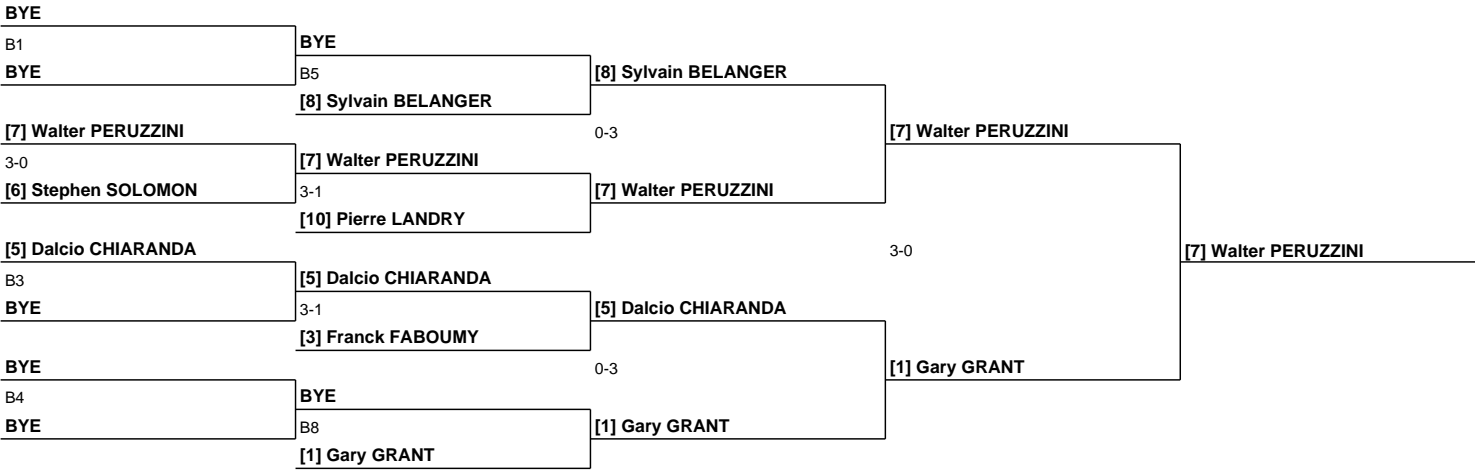 BYE
B1
BYE
BYE
B5
[8] Sylvain BELANGER
[8] Sylvain BELANGER
[7] Walter PERUZZINI
0-3
[7] Walter PERUZZINI
3-0
[7] Walter PERUZZINI
[6] Stephen SOLOMON
3-1
[7] Walter PERUZZINI
[10] Pierre LANDRY
[5] Dalcio CHIARANDA
3-0
[7] Walter PERUZZINI
B3
[5] Dalcio CHIARANDA
BYE
3-1
[5] Dalcio CHIARANDA
[3] Franck FABOUMY
BYE
0-3
[1] Gary GRANT
B4
BYE
BYE
B8
[1] Gary GRANT
[1] Gary GRANT